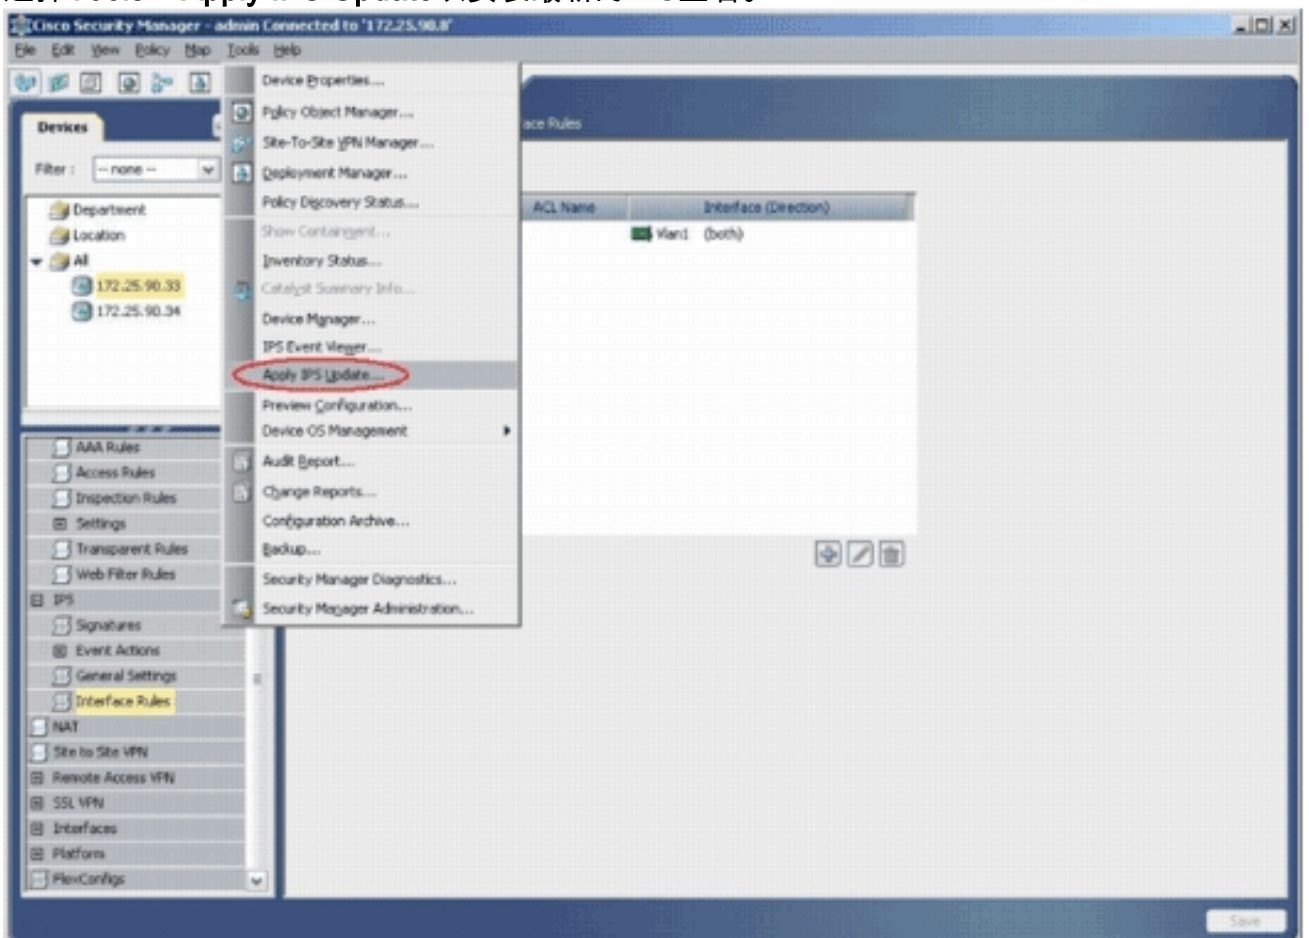 Cisco Security Manager - admin Connected to '172.25.90.8'
File Edit View Policy Map Tools Help
Devices
Filter : -- none --
Department
Location
All
172.25.90.33
172.25.90.34
Device Properties...
Policy Object Manager...
Site-To-Site VPN Manager...
Deployment Manager...
Policy Discovery Status...
Show Containment...
Inventory Status...
Catalyst Summary Info...
Device Manager...
IPS Event Viewer...
Apply IPS Update...
Preview Configuration...
Device OS Management
Audit Report...
Change Reports...
Configuration Archive...
Backup...
Security Manager Diagnostics...
Security Manager Administration...
ace Rules
ACL Name Interface (Direction)
Vlan1 (both)
AAA Rules
Access Rules
Inspection Rules
Settings
Transparent Rules
Web Filter Rules
IPS
Signatures
Event Actions
General Settings
Interface Rules
NAT
Site to Site VPN
Remote Access VPN
SSL VPN
Interfaces
Platform
FlexConfigs
Save